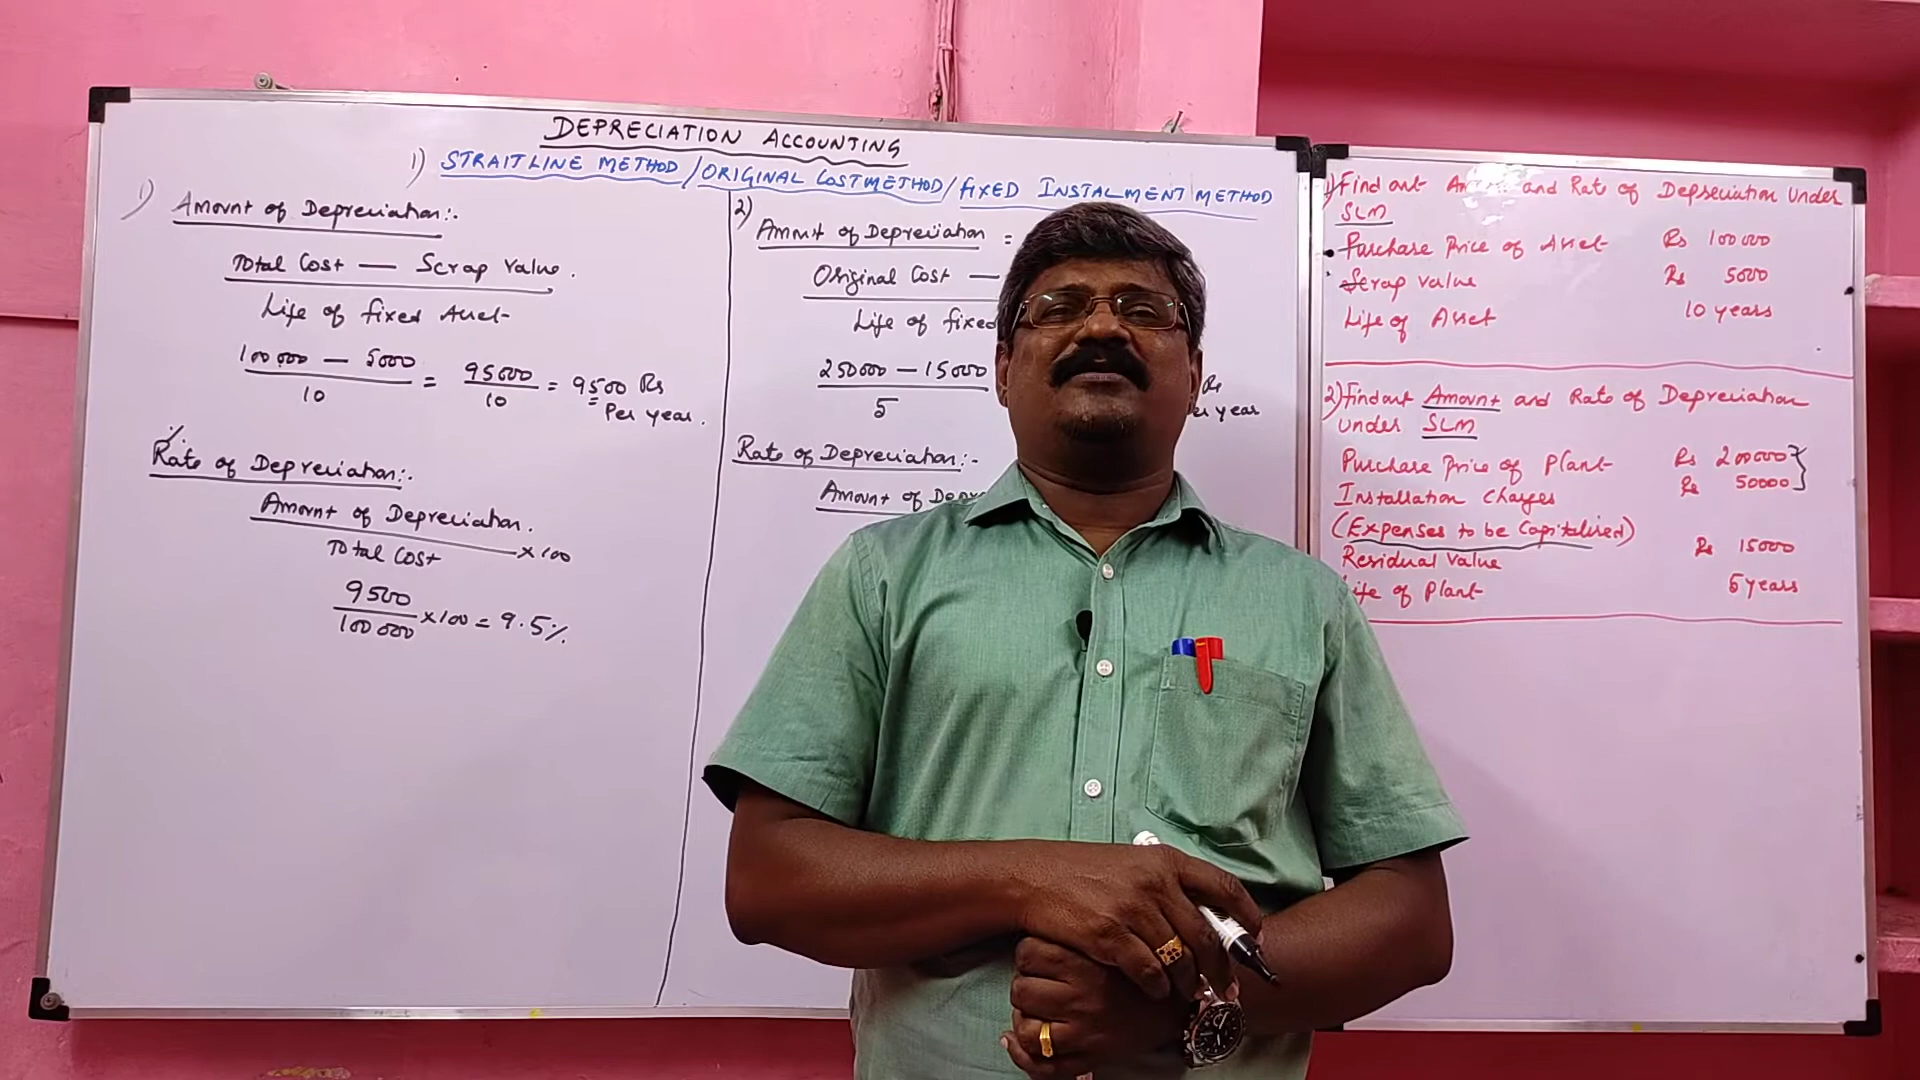 DEPRECIATION ACCOUNTING
1) STRAITLINE METHOD / ORIGINAL COST METHOD / FIXED INSTALMENT METHOD
1) Amount of Depreciation:-
Total Cost — Scrap Value.
Life of fixed Asset
100000 — 5000
10
= 95000
10
= 9500 Rs
Per year.
%
Rate of Depreciation:-
Amount of Depreciation.
Total Cost
×100
9500
100000
×100 = 9.5%
2) Amount of Depreciation =
Original Cost —
Life of fixed
250000 — 15000
5
year
Rate of Depreciation:-
Amount of
1) Find out and Rate of Depreciation Under
SLM
Purchase Price of Asset Rs 100000
Scrap Value Rs 5000
Life of Asset 10 years
2) Find out Amount and Rate of Depreciation
under SLM
Purchase Price of Plant Rs 200000
Installation Charges Rs 50000
(Expenses to be Capitalised)
Residual Value Rs 15000
Life of Plant 5 years